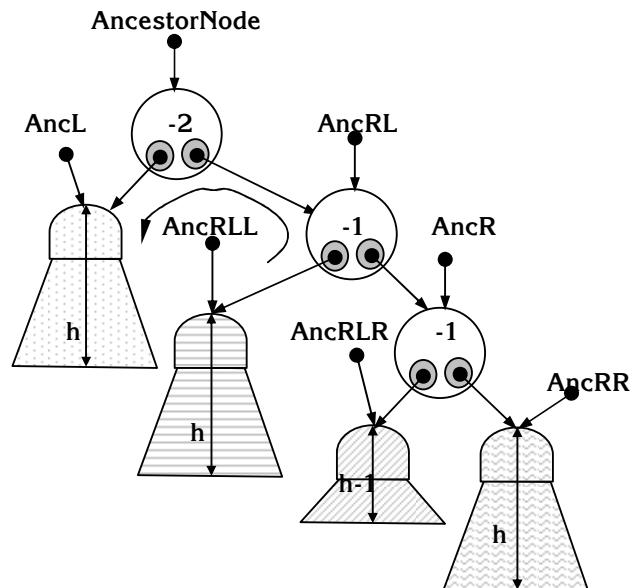 AncestorNode
AncL
-2
AncRL
AncRLL
-1
AncR
h
AncRLR
-1
AncRR
h
h-1
h